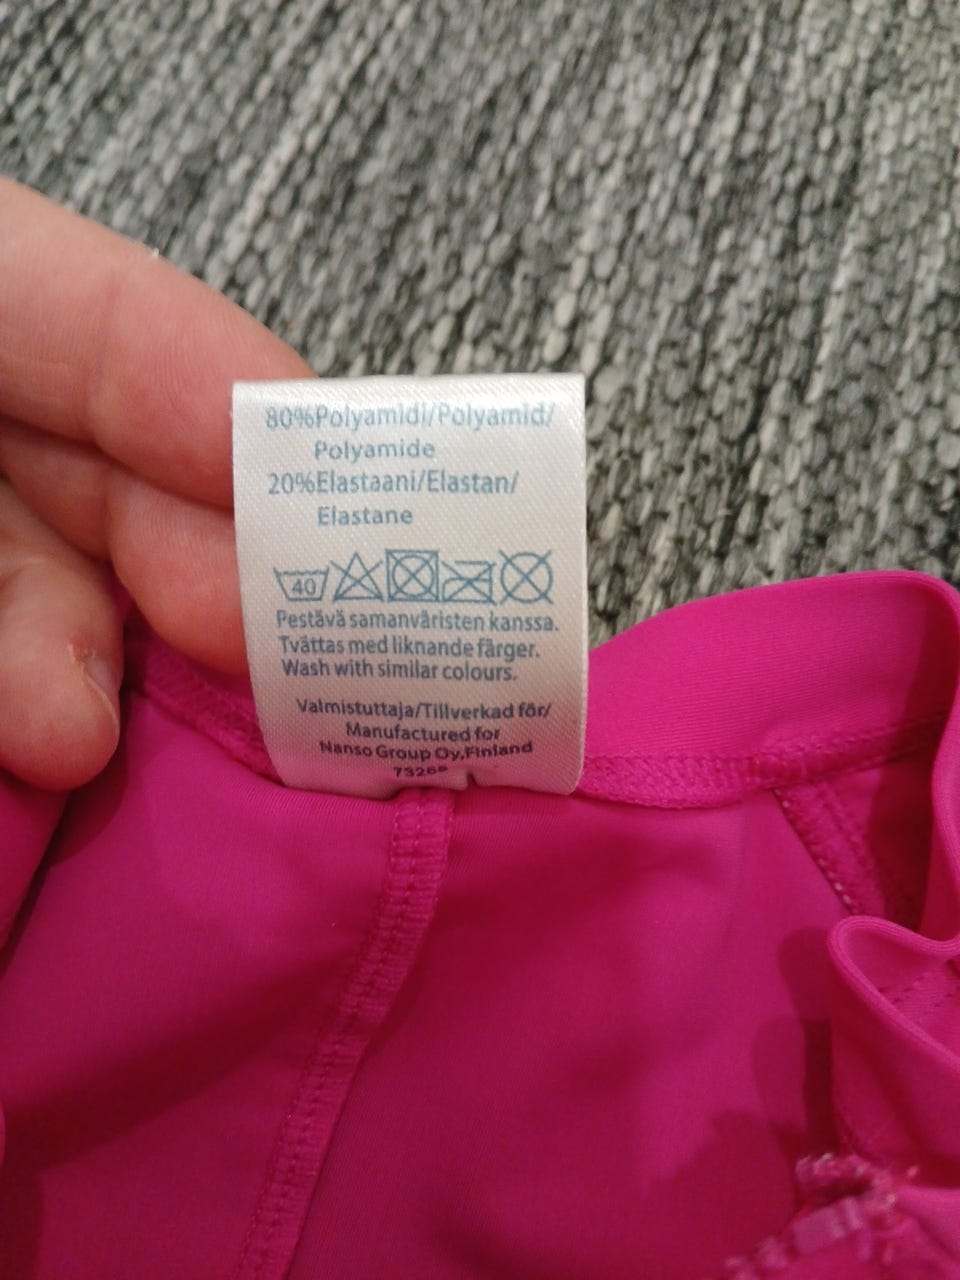 80%Polyamidi/Polyamid/
Polyamide
20%Elastaani/Elastan/
Elastane
40
Pestävä samanväristen kanssa.
Tvättas med liknande färger.
Wash with similar colours.
Valmistuttaja/Tillverkad för/
Manufactured for
Nanso Group Oy,Finland